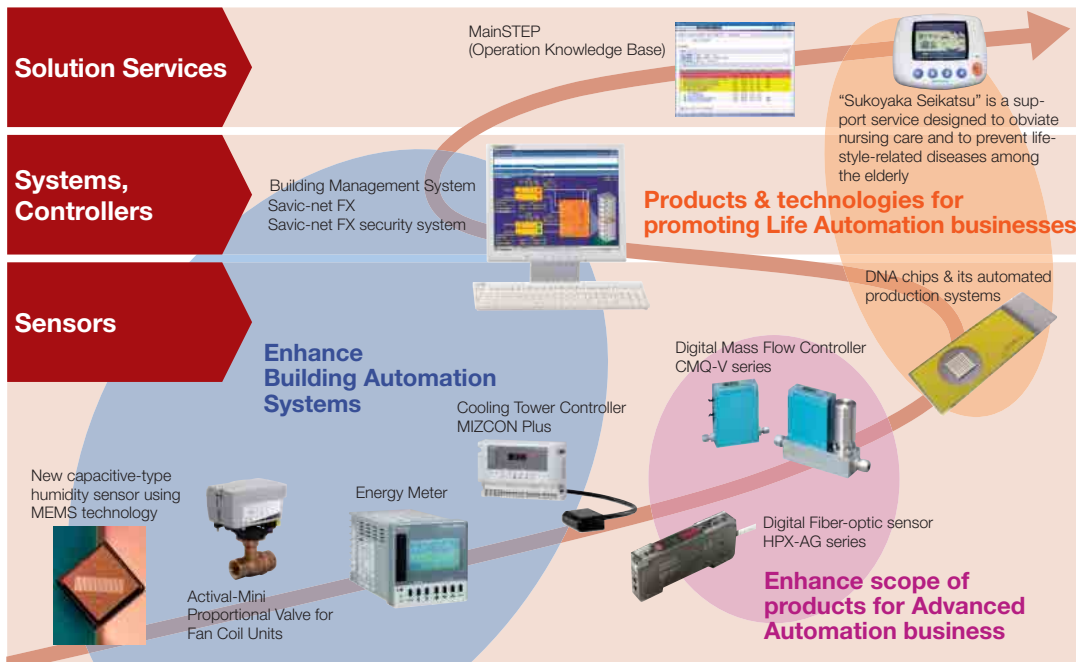 Solution Services
MainSTEP
(Operation Knowledge Base)
“Sukoyaka Seikatsu” is a sup-
port service designed to obviate
nursing care and to prevent life-
style-related diseases among
the elderly
Systems,
Controllers
Building Management System
Savic-net FX
Savic-net FX security system
Products & technologies for
promoting Life Automation businesses
Sensors
DNA chips & its automated
production systems
Enhance
Building Automation
Systems
Digital Mass Flow Controller
CMQ-V series
Cooling Tower Controller
MIZCON Plus
New capacitive-type
humidity sensor using
MEMS technology
Energy Meter
Digital Fiber-optic sensor
HPX-AG series
Actival-Mini
Proportional Valve for
Fan Coil Units
Enhance scope of
products for Advanced
Automation business